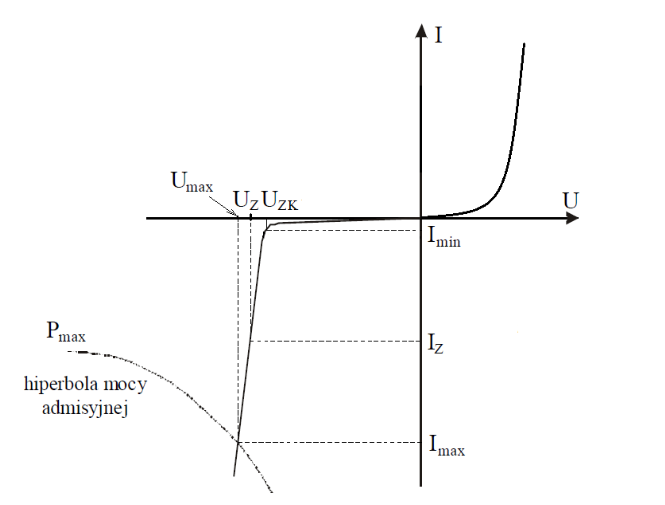 I
U
Umax
UZ UZK
Imin
IZ
Imax
Pmax
hiperbola mocy
admisyjnej